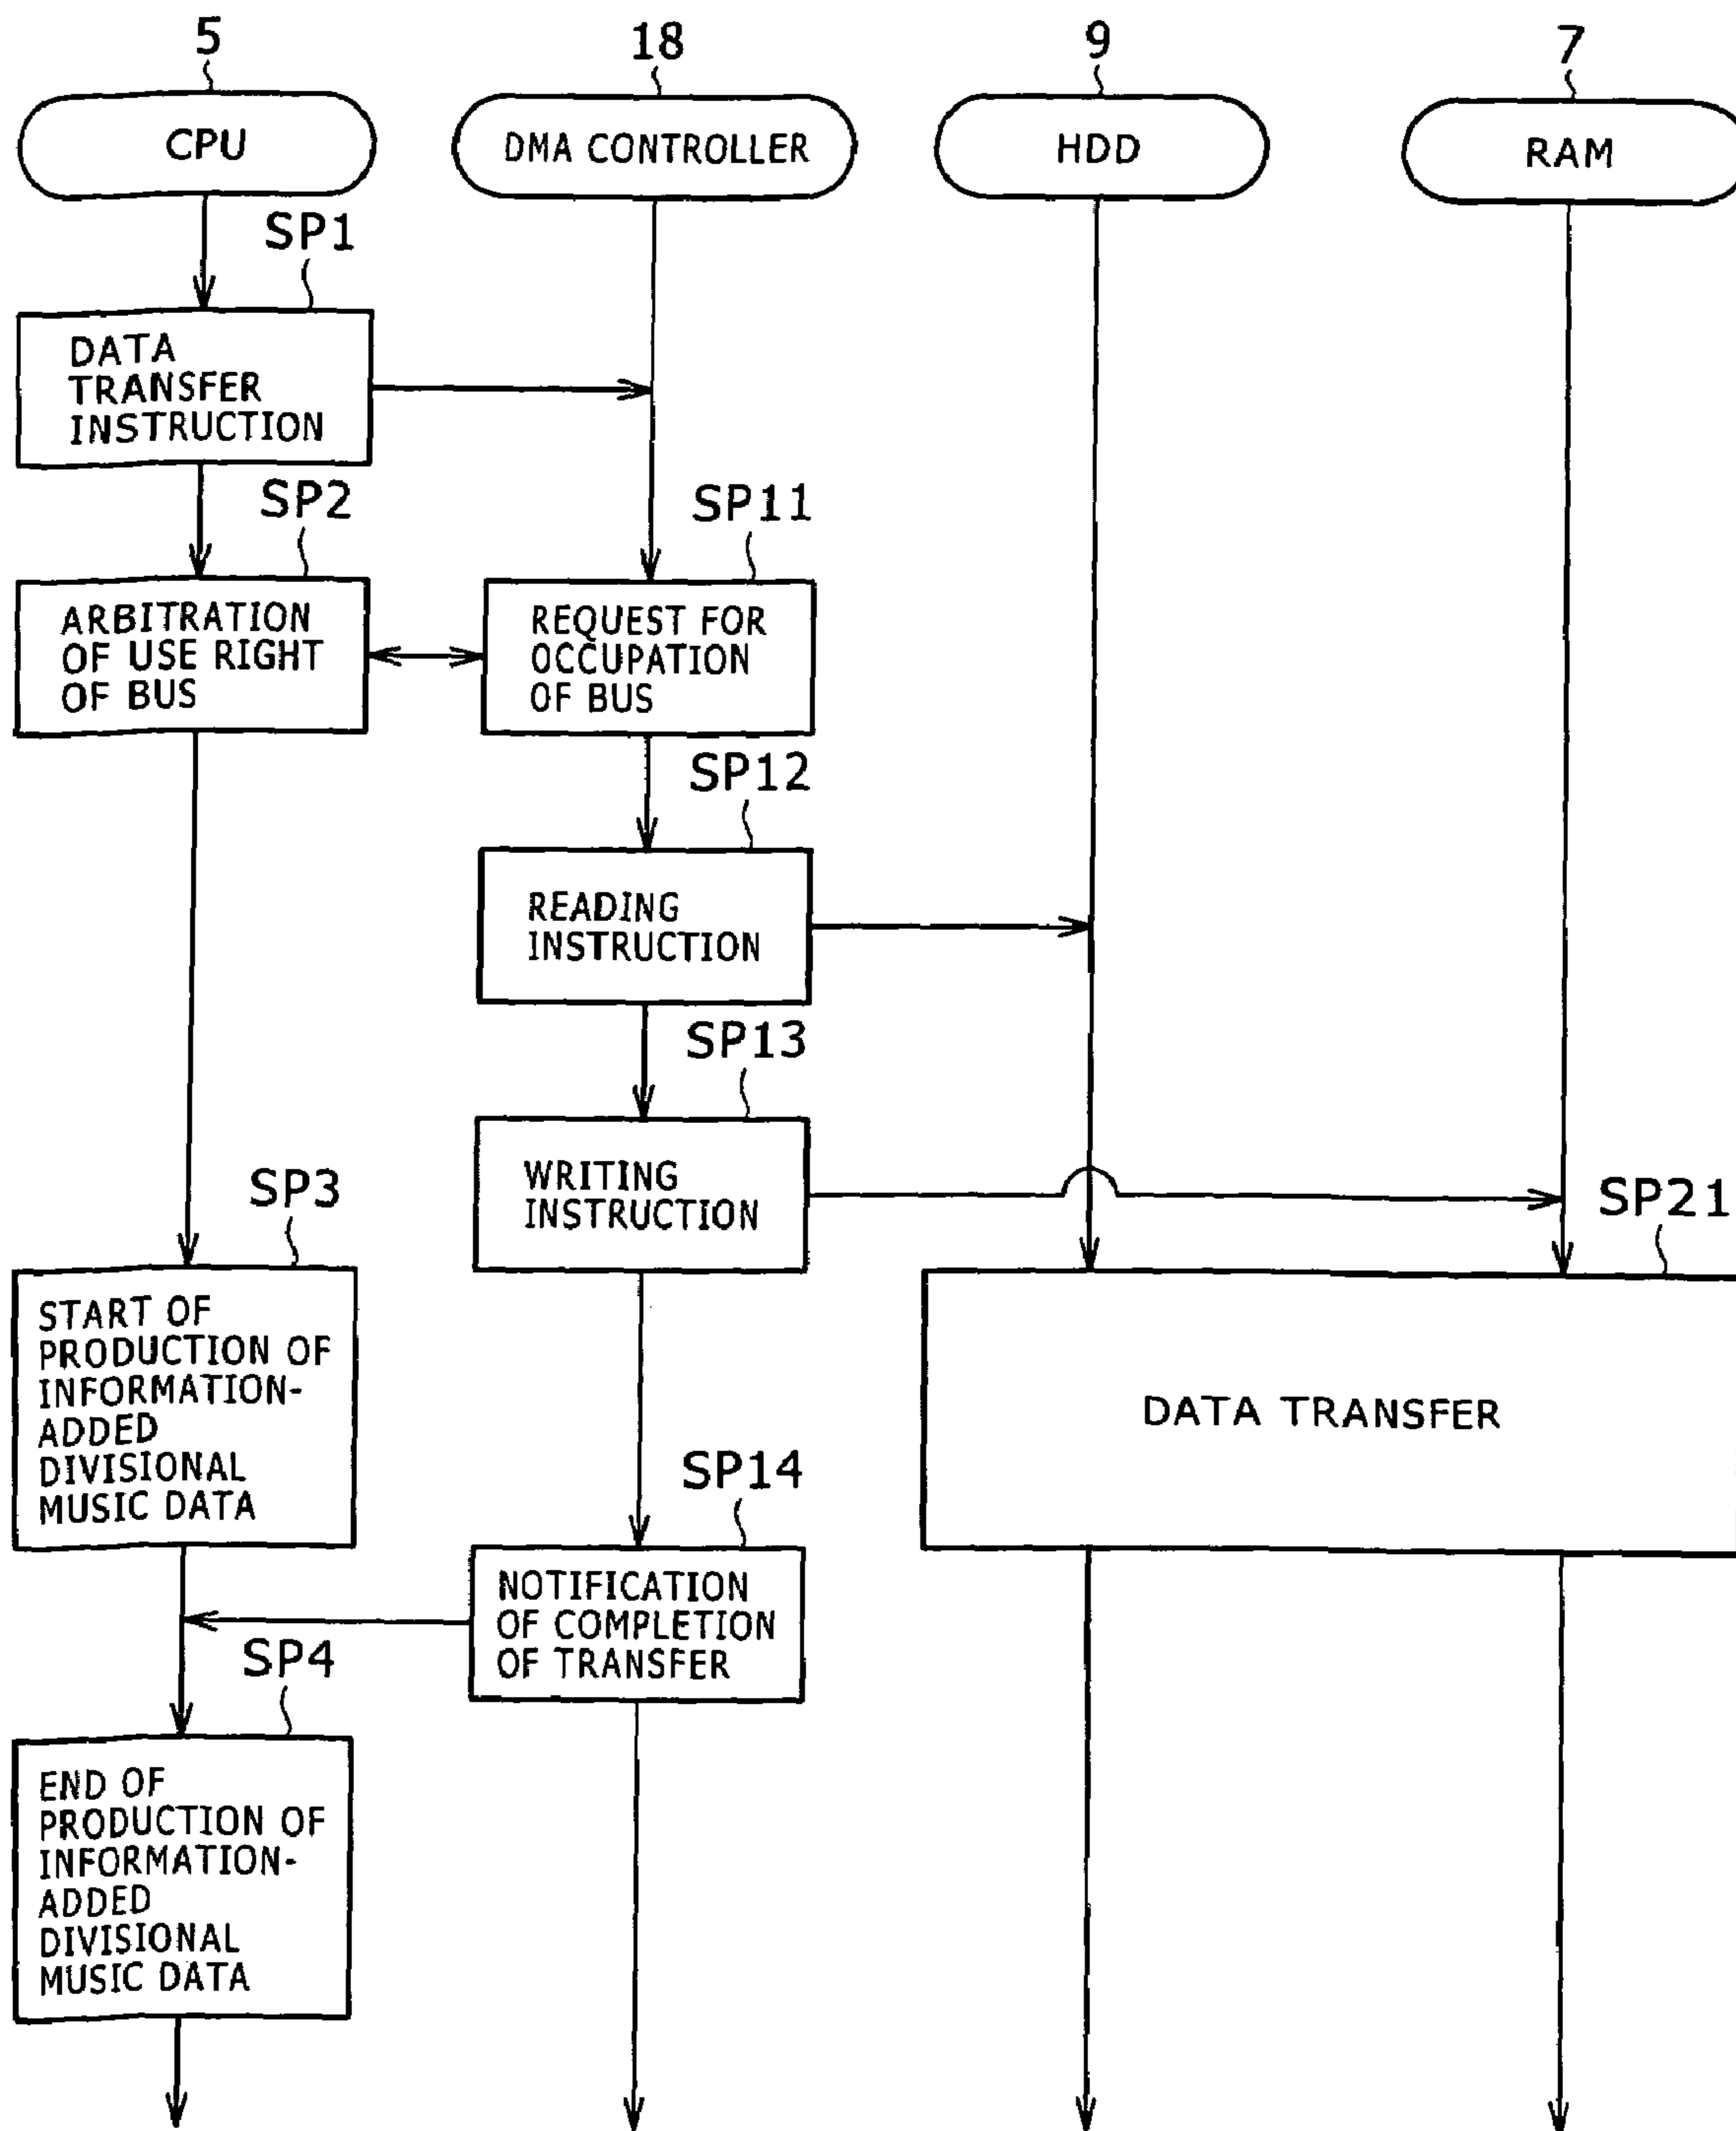 5
18
9
7
CPU
DMA CONTROLLER
HDD
RAM
SP1
DATA
TRANSFER
INSTRUCTION
SP2
ARBITRATION
OF USE RIGHT
OF BUS
SP11
REQUEST FOR
OCCUPATION
OF BUS
SP12
READING
INSTRUCTION
SP13
WRITING
INSTRUCTION
SP3
START OF
PRODUCTION OF
INFORMATION-
ADDED
DIVISIONAL
MUSIC DATA
SP21
DATA TRANSFER
SP14
NOTIFICATION
OF COMPLETION
OF TRANSFER
SP4
END OF
PRODUCTION OF
INFORMATION-
ADDED
DIVISIONAL
MUSIC DATA